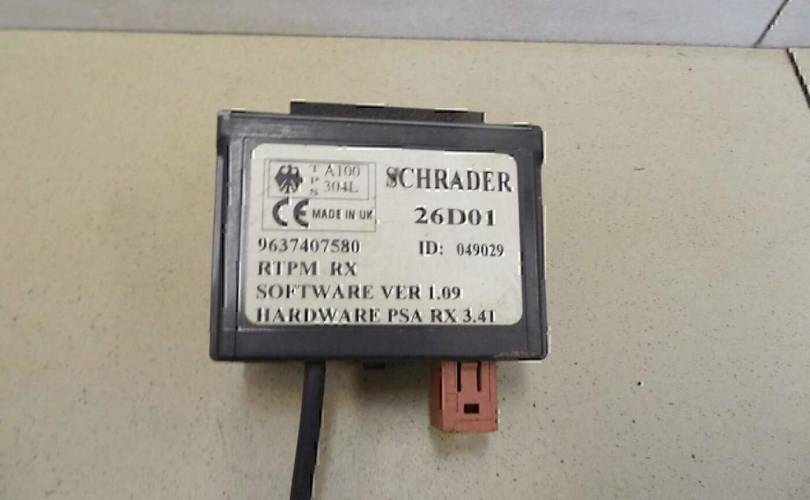 TPS A100
304L
CE MADE IN UK
SCHRADER
26D01
9637407580 ID: 049029
RTPM RX
SOFTWARE VER 1.09
HARDWARE PSA RX 3.41